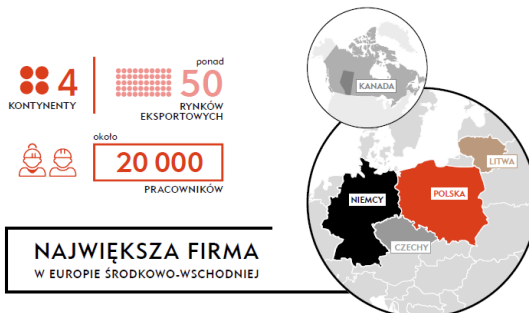 4
KONTYNENTY
ponad
50
RYNKÓW
EKSPORTOWYCH
około
20 000
PRACOWNIKÓW
NAJWIĘKSZA FIRMA
W EUROPIE ŚRODKOWO-WSCHODNIEJ
KANADA
LITWA
NIEMCY
POLSKA
CZECHY